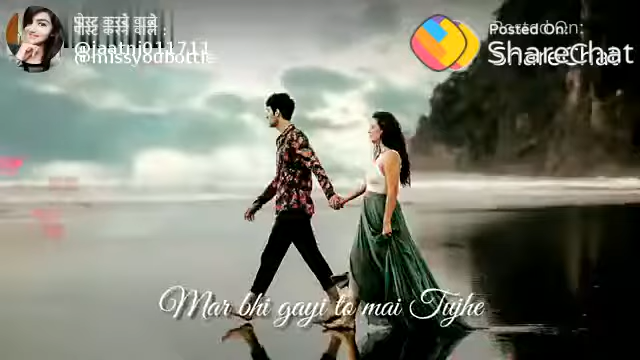 पोस्ट करने वाले :
Posted On:
ShareChat
Mar bhi gayi to mai Tujhe